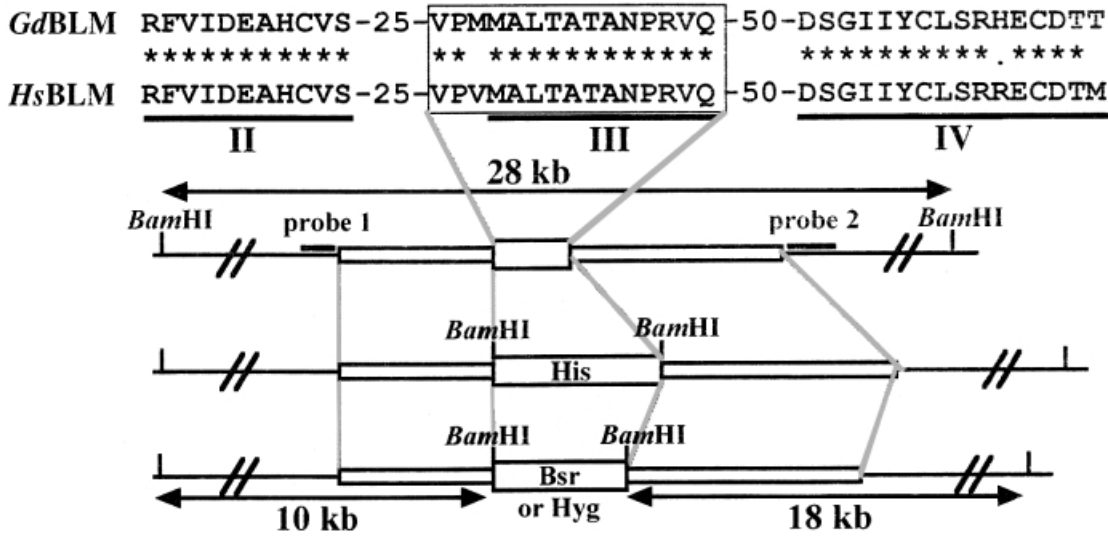 GdBLM RFVIDEAHCVS -25- VPMMALTATANPRVQ -50- DSGIIYCLSRHECDTT
*********** ** ************ **********.****
HsBLM RFVIDEAHCVS -25- VPVMALTATANPRVQ -50- DSGIIYCLSRRECDTM
II III IV
28 kb
BamHI probe 1 probe 2 BamHI
BamHI BamHI
His
BamHI BamHI
Bsr
or Hyg
10 kb 18 kb